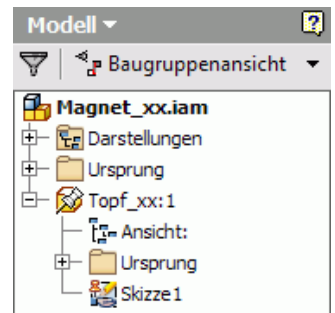 Modell
Baugruppenansicht
Magnet_xx.iam
Darstellungen
Ursprung
Topf_xx:1
Ansicht:
Ursprung
Skizze1